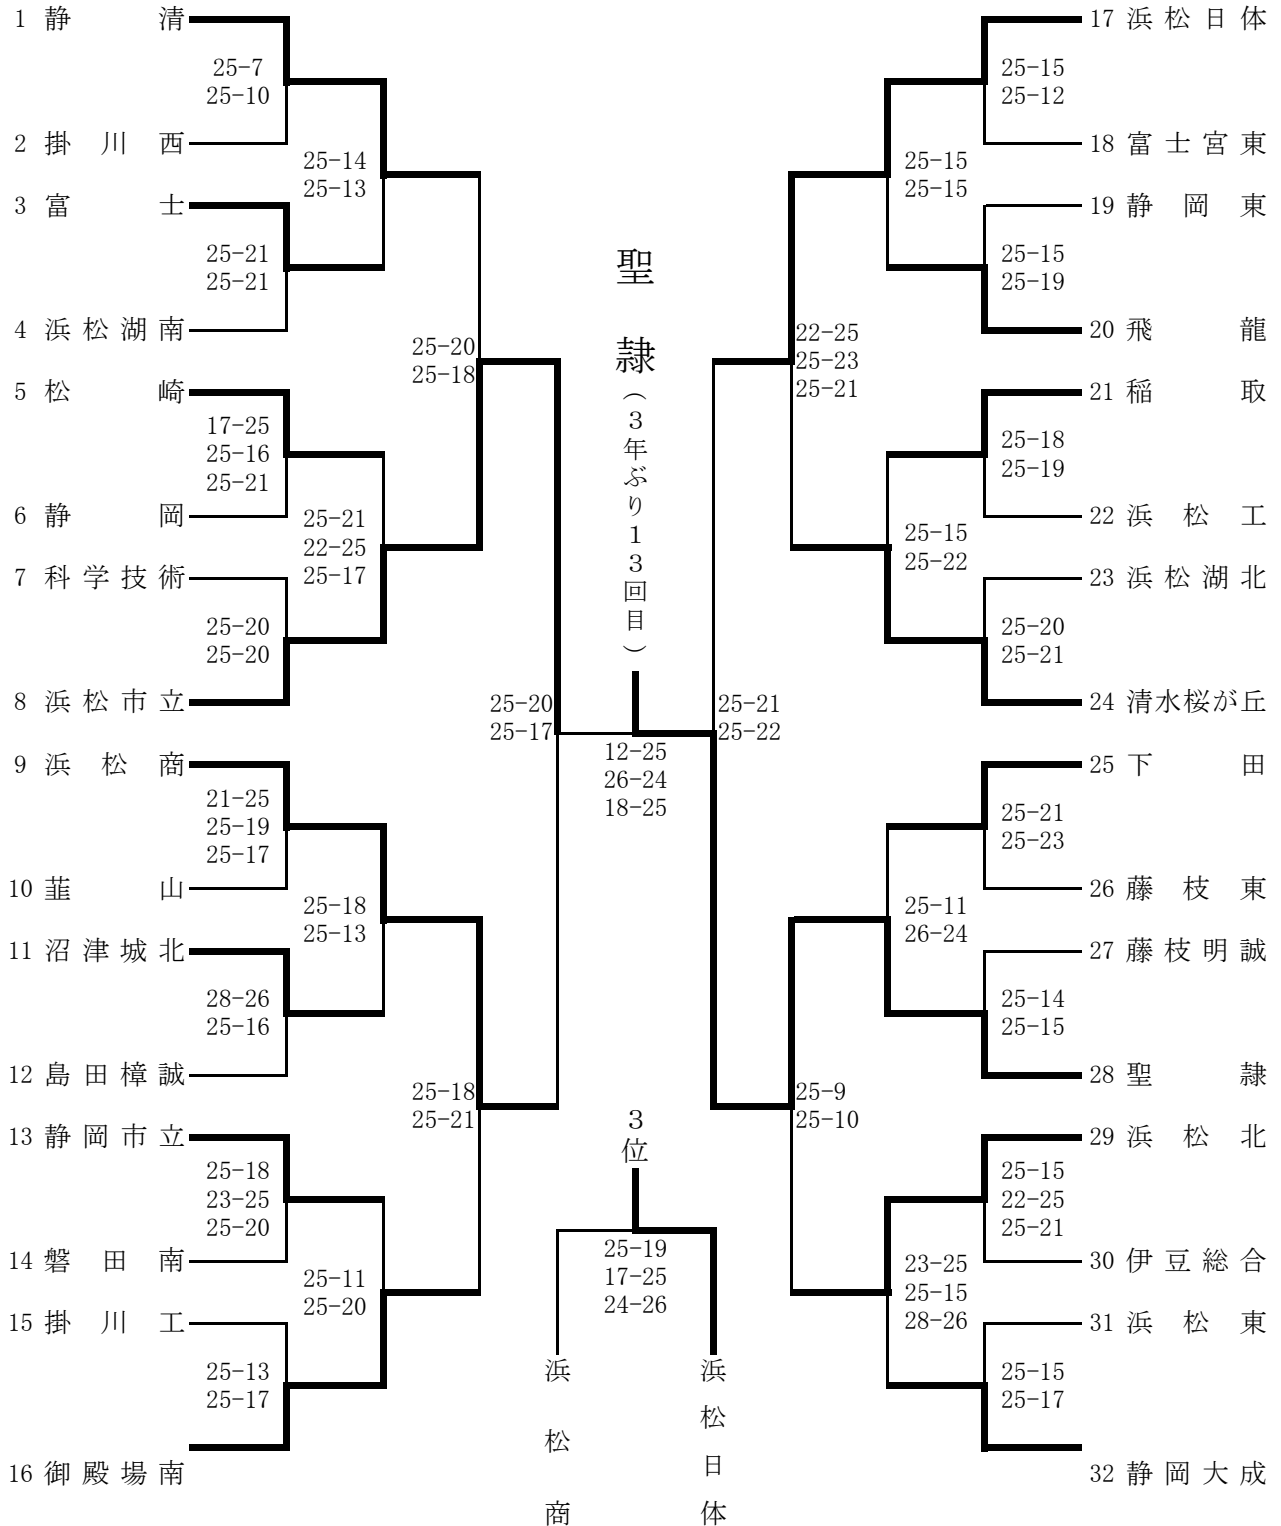 1 静清
25-7
25-10
2 掛川西
25-14
25-13
3 富士
25-21
25-21
4 浜松湖南
25-20
25-18
5 松崎
17-25
25-16
25-21
6 静岡
25-21
22-25
25-17
7 科学技術
25-20
25-20
8 浜松市立
25-20
25-17
9 浜松商
21-25
25-19
25-17
10 韮山
25-18
25-13
11 沼津城北
28-26
25-16
12 島田樟誠
25-18
25-21
13 静岡市立
25-18
23-25
25-20
14 磐田南
25-11
25-20
15 掛川工
25-13
25-17
16 御殿場南
聖隷（３年ぶり１３回目）
12-25
26-24
18-25
３位
25-19
17-25
24-26
浜松商
浜松日体
17 浜松日体
25-15
25-12
18 富士宮東
25-15
25-15
19 静岡東
25-15
25-19
20 飛龍
22-25
25-23
25-21
21 稲取
25-18
25-19
22 浜松工
25-15
25-22
23 浜松湖北
25-20
25-21
24 清水桜が丘
25-21
25-22
25 下田
25-21
25-23
26 藤枝東
25-11
26-24
27 藤枝明誠
25-14
25-15
28 聖隷
25-9
25-10
29 浜松北
25-15
22-25
25-21
30 伊豆総合
23-25
25-15
28-26
31 浜松東
25-15
25-17
32 静岡大成